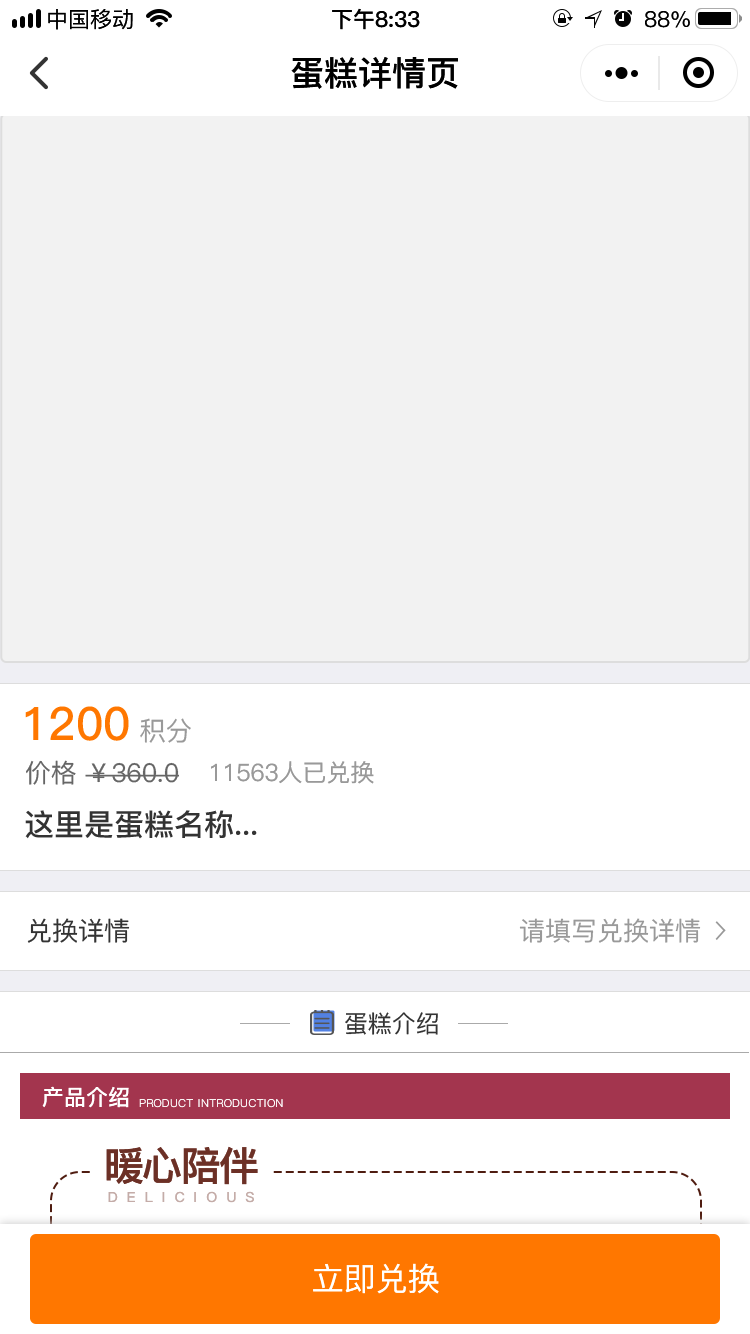 中国移动 下午8:33 88%
蛋糕详情页
1200 积分
价格 ￥360.0 11563人已兑换
这里是蛋糕名称...
兑换详情 请填写兑换详情
蛋糕介绍
产品介绍 PRODUCT INTRODUCTION
暖心陪伴
DELICIOUS
立即兑换